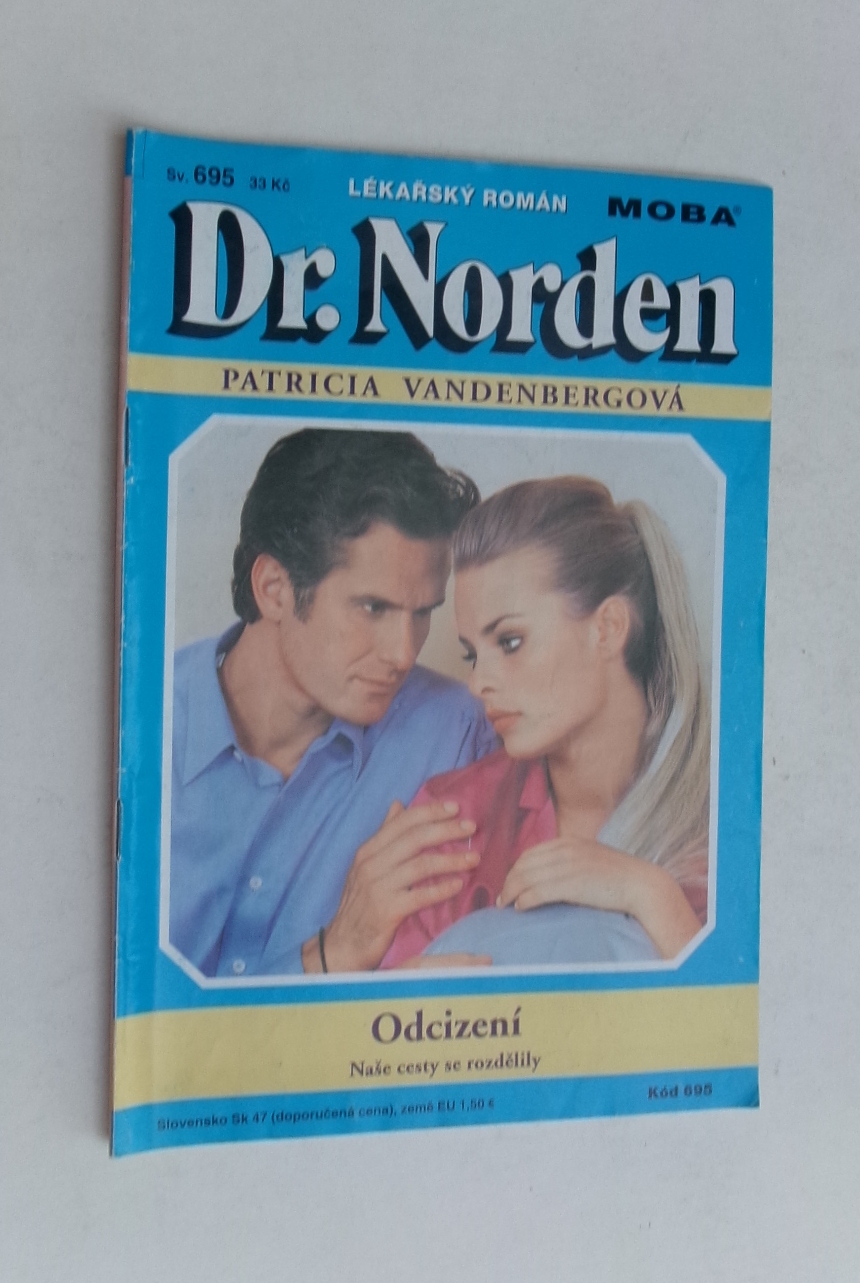 Sv. 695 33 Kč LÉKAŘSKÝ ROMÁN MOBA®
Dr. Norden
PATRICIA VANDENBERGOVÁ
Odcizení
Naše cesty se rozdělily
Slovensko Sk 47 (doporučená cena), země EU 1,50 € Kód 695